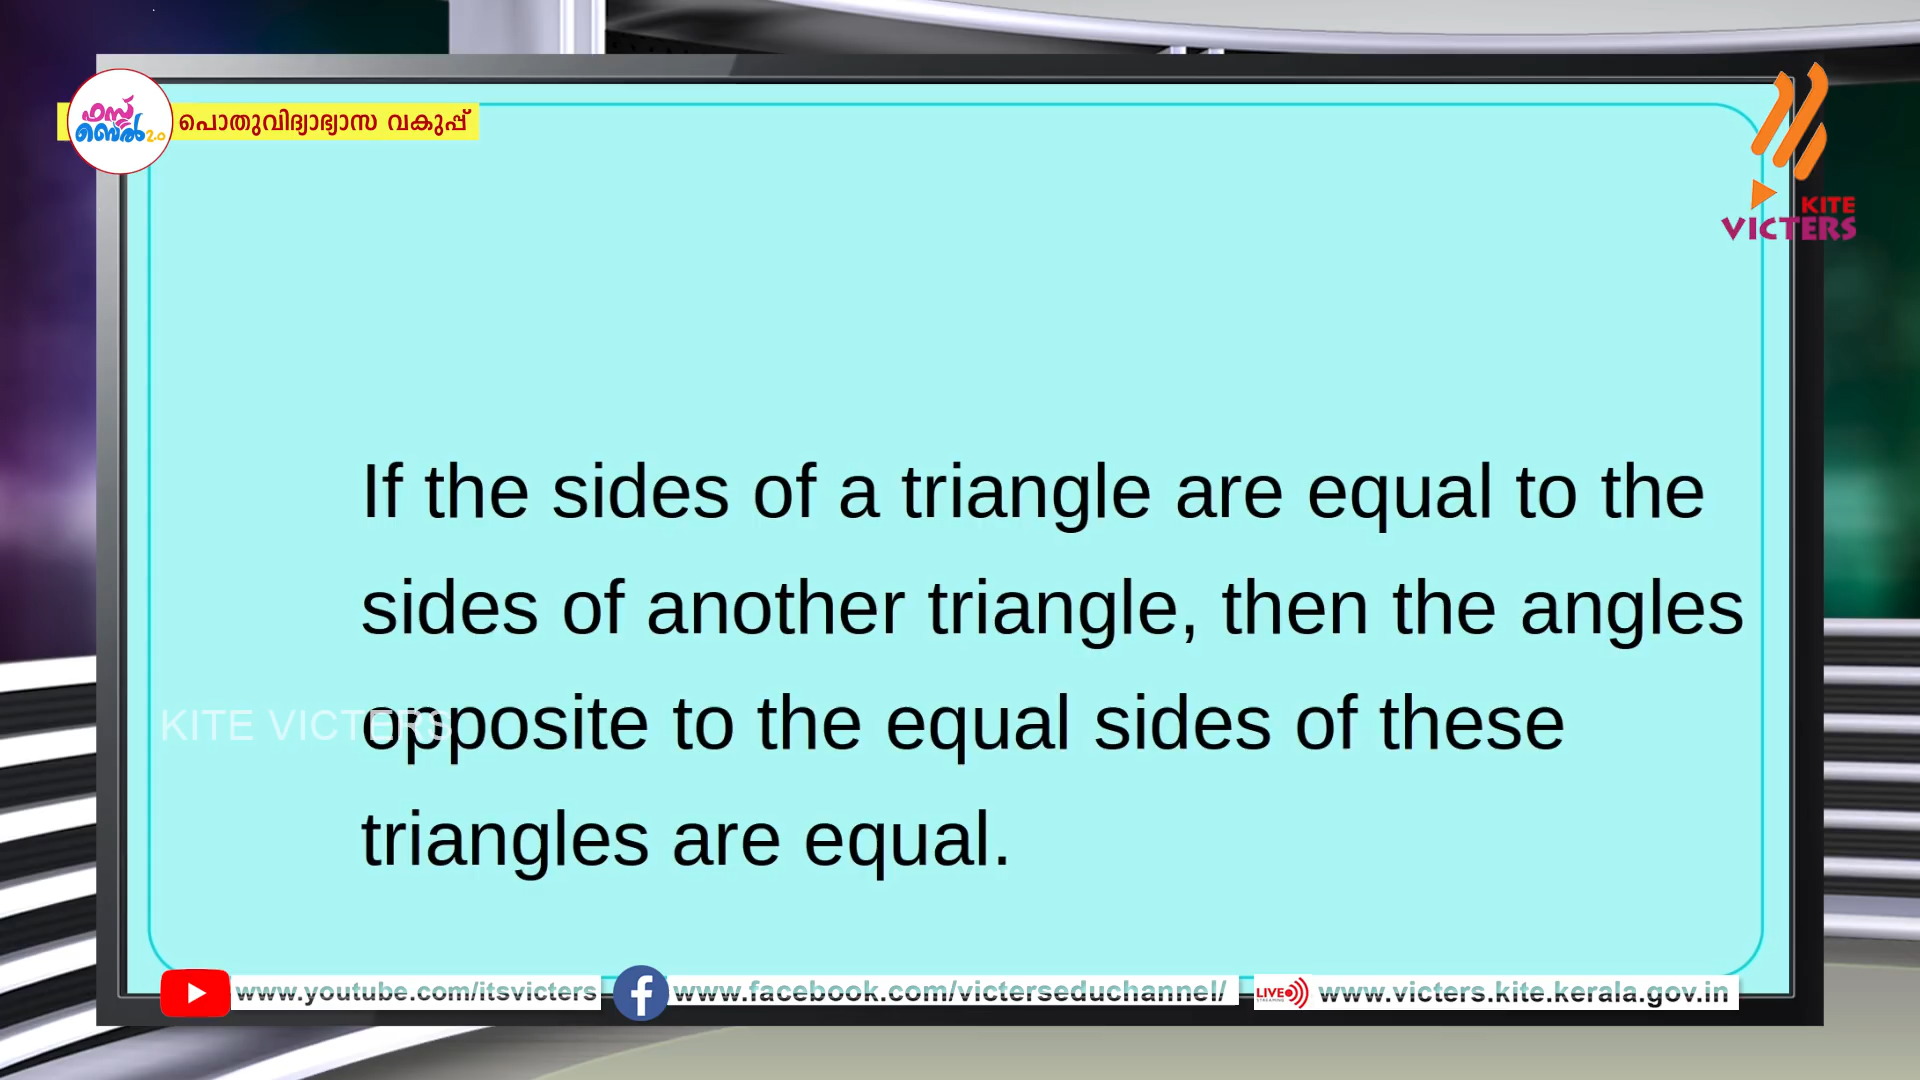 ഫസ്റ്റ്
ബെൽ 2.0
പൊതുവിദ്യാഭ്യാസ വകുപ്പ്
KITE
VICTERS
If the sides of a triangle are equal to the
sides of another triangle, then the angles
opposite to the equal sides of these
triangles are equal.
KITE VICTERS
www.youtube.com/itsvicters
www.facebook.com/victerseduchannel/
LIVE
STREAMING
www.victers.kite.kerala.gov.in